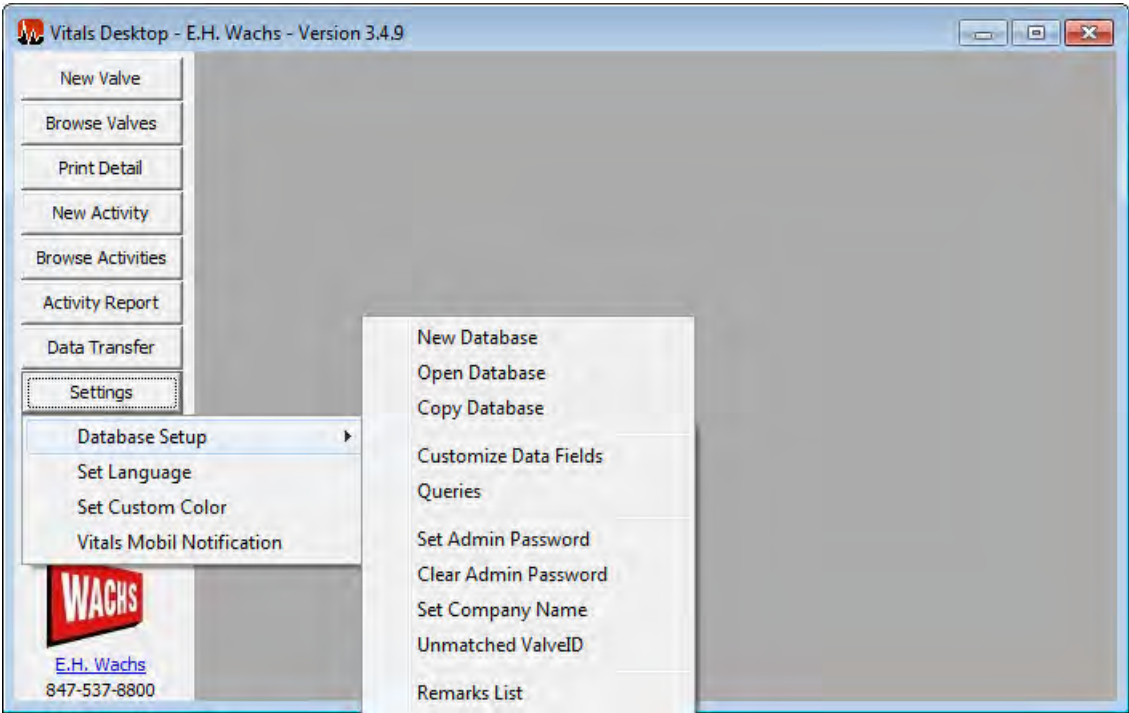 Vitals Desktop - E.H. Wachs - Version 3.4.9
New Valve
Browse Valves
Print Detail
New Activity
Browse Activities
Activity Report
Data Transfer
Settings
Database Setup
Set Language
Set Custom Color
Vitals Mobil Notification
New Database
Open Database
Copy Database
Customize Data Fields
Queries
Set Admin Password
Clear Admin Password
Set Company Name
Unmatched ValveID
Remarks List
WACHS
E.H. Wachs
847-537-8800